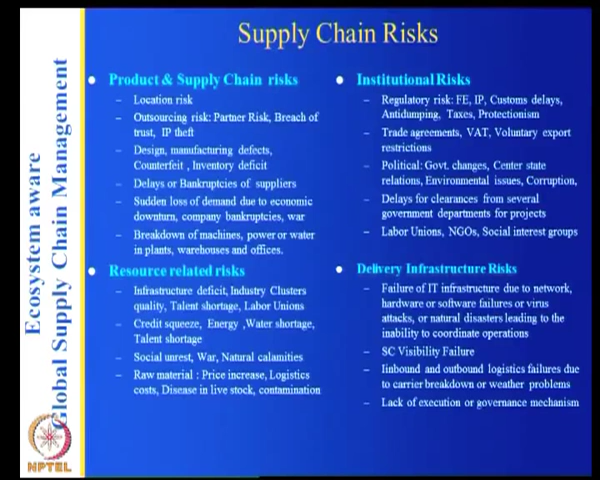 Supply Chain Risks
Ecosystem aware
Global Supply Chain Management
Product & Supply Chain risks
– Location risk
– Outsourcing risk: Partner Risk, Breach of
trust, IP theft
– Design, manufacturing defects,
Counterfeit , Inventory deficit
– Delays or Bankruptcies of suppliers
– Sudden loss of demand due to economic
downturn, company bankruptcies, war
– Breakdown of machines, power or water
in plants, warehouses and offices.
Resource related risks
– Infrastructure deficit, Industry Clusters
quality, Talent shortage, Labor Unions
– Credit squeeze, Energy ,Water shortage,
Talent shortage
– Social unrest, War, Natural calamities
– Raw material : Price increase, Logistics
costs, Disease in live stock, contamination
Institutional Risks
– Regulatory risk: FE, IP, Customs delays,
Antidumping, Taxes, Protectionism
– Trade agreements, VAT, Voluntary export
restrictions
– Political: Govt. changes, Center state
relations, Environmental issues, Corruption,
– Delays for clearances from several
government departments for projects
– Labor Unions, NGOs, Social interest groups
Delivery Infrastructure Risks
– Failure of IT infrastructure due to network,
hardware or software failures or virus
attacks, or natural disasters leading to the
inability to coordinate operations
– SC Visibility Failure
– Iinbound and outbound logistics failures due
to carrier breakdown or weather problems
– Lack of execution or governance mechanism
NPTEL